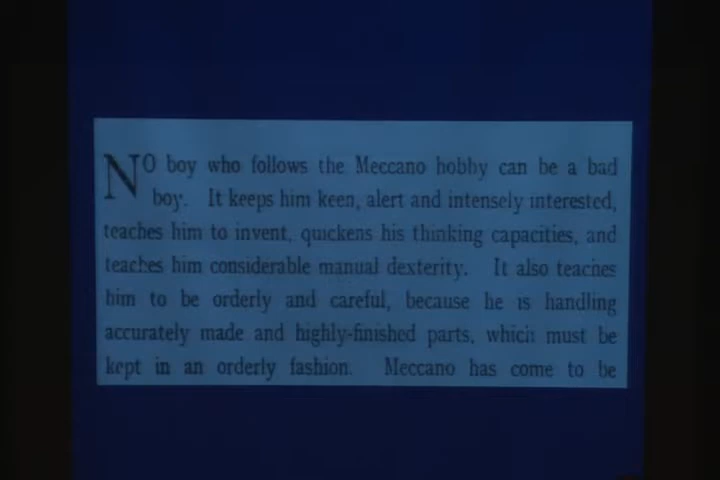 NO boy who follows the Meccano hobby can be a bad
boy. It keeps him keen, alert and intensely interested,
teaches him to invent, quickens his thinking capacities, and
teaches him considerable manual dexterity. It also teaches
him to be orderly and careful, because he is handling
accurately made and highly-finished parts, which must be
kept in an orderly fashion. Meccano has come to be